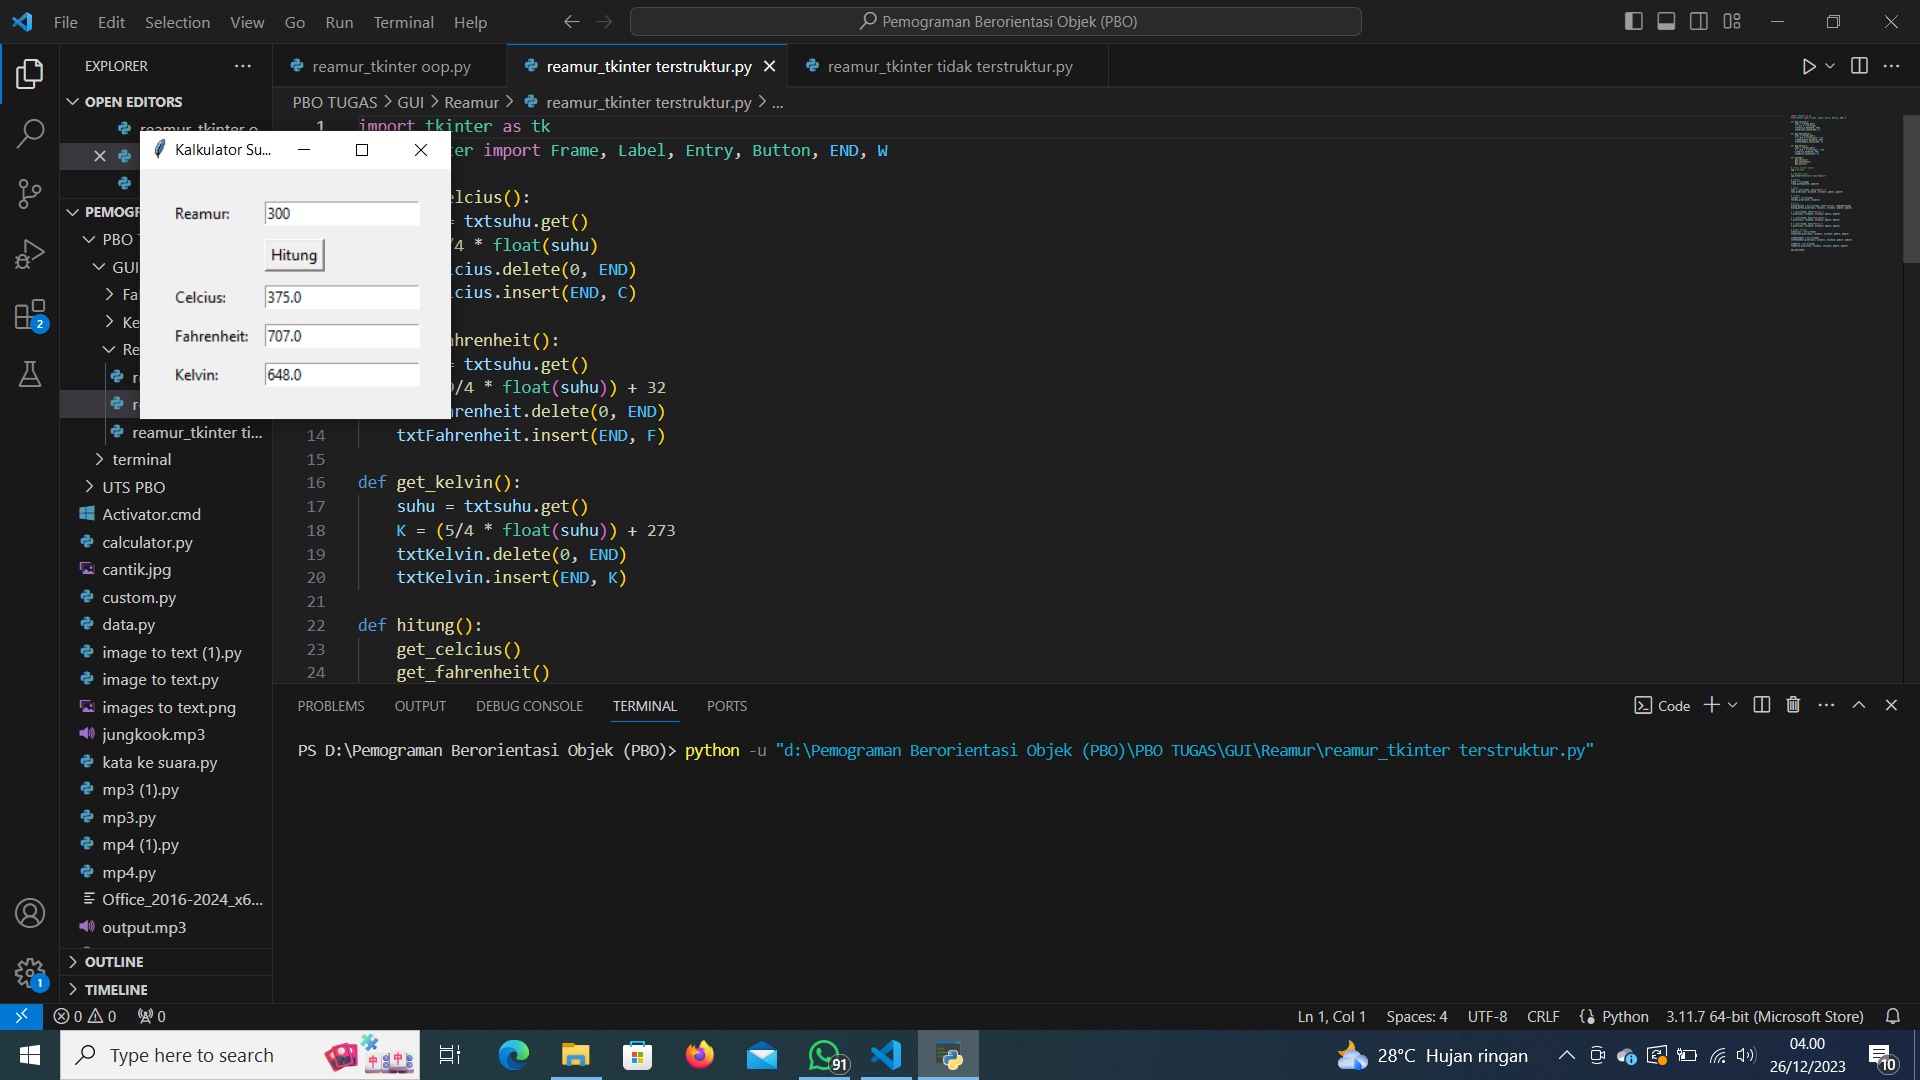 File Edit Selection View Go Run Terminal Help
Pemograman Berorientasi Objek (PBO)
EXPLORER
reamur_tkinter oop.py
reamur_tkinter terstruktur.py
reamur_tkinter tidak terstruktur.py
PBO TUGAS > GUI > Reamur > reamur_tkinter terstruktur.py > ...
OPEN EDITORS
reamur_tkinter o...
PEMOGR
PBO T
GUI
Fa
Ke
Re
r
r
reamur_tkinter ti...
terminal
UTS PBO
Activator.cmd
calculator.py
cantik.jpg
custom.py
data.py
image to text (1).py
image to text.py
images to text.png
jungkook.mp3
kata ke suara.py
mp3 (1).py
mp3.py
mp4 (1).py
mp4.py
Office_2016-2024_x6...
output.mp3
OUTLINE
TIMELINE
Kalkulator Su...
Reamur: 300
Hitung
Celcius: 375.0
Fahrenheit: 707.0
Kelvin: 648.0
1 import tkinter as tk
ter import Frame, Label, Entry, Button, END, W
elcius():
= txtsuhu.get()
/4 * float(suhu)
lcius.delete(0, END)
lcius.insert(END, C)
ahrenheit():
= txtsuhu.get()
9/4 * float(suhu)) + 32
hrenheit.delete(0, END)
14 txtFahrenheit.insert(END, F)
15
16 def get_kelvin():
17 suhu = txtsuhu.get()
18 K = (5/4 * float(suhu)) + 273
19 txtKelvin.delete(0, END)
20 txtKelvin.insert(END, K)
21
22 def hitung():
23 get_celcius()
24 get_fahrenheit()
PROBLEMS OUTPUT DEBUG CONSOLE TERMINAL PORTS
Code
PS D:\Pemograman Berorientasi Objek (PBO)> python -u "d:\Pemograman Berorientasi Objek (PBO)\PBO TUGAS\GUI\Reamur\reamur_tkinter terstruktur.py"
2
1
0 0 0
Ln 1, Col 1 Spaces: 4 UTF-8 CRLF Python 3.11.7 64-bit (Microsoft Store)
Type here to search
91
28°C Hujan ringan
04.00
26/12/2023
10